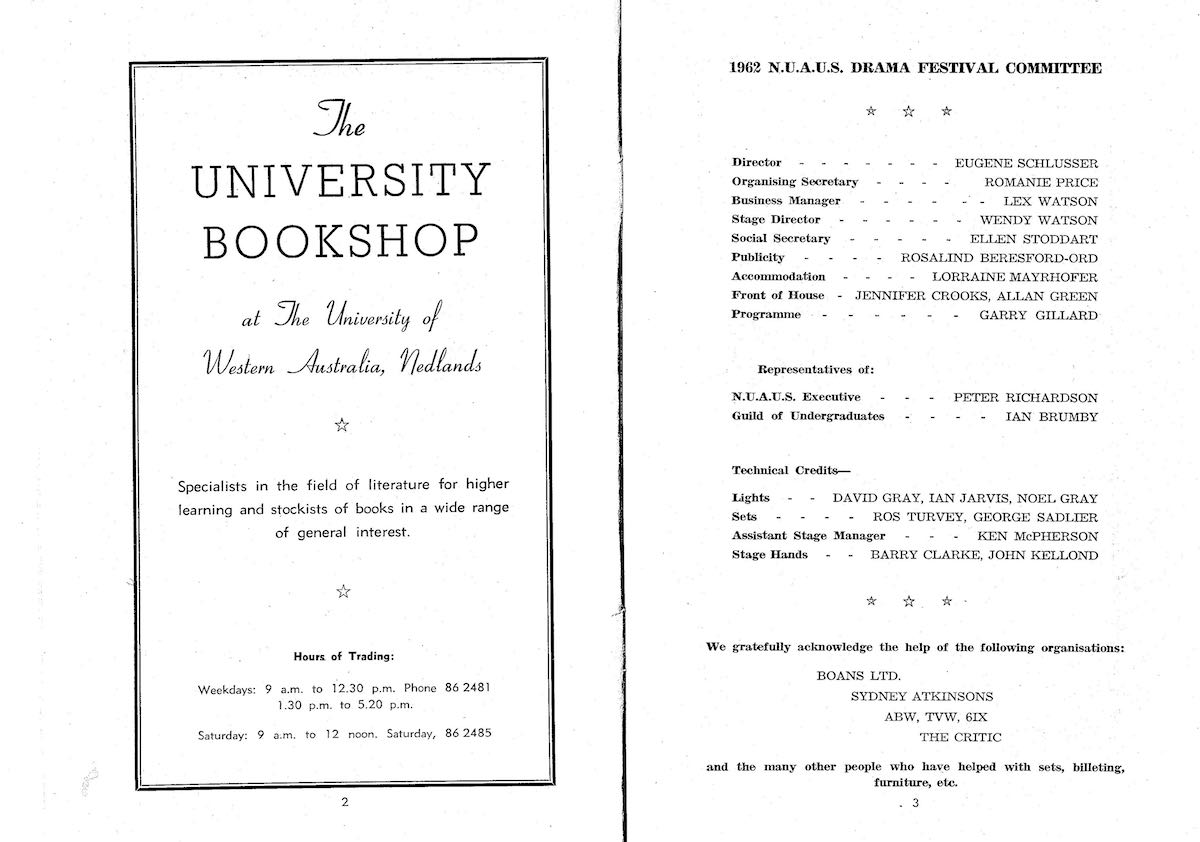 The
UNIVERSITY
BOOKSHOP
at The University of
Western Australia, Nedlands
Specialists in the field of literature for higher
learning and stockists of books in a wide range
of general interest.
Hours of Trading:
Weekdays: 9 a.m. to 12.30 p.m. Phone 86 2481
1.30 p.m. to 5.20 p.m.
Saturday: 9 a.m. to 12 noon. Saturday, 86 2485
2
1962 N.U.A.U.S. DRAMA FESTIVAL COMMITTEE
Director - - - - - - - EUGENE SCHLUSSER
Organising Secretary - - - - ROMANIE PRICE
Business Manager - - - - - - LEX WATSON
Stage Director - - - - - - WENDY WATSON
Social Secretary - - - - - ELLEN STODDART
Publicity - - - - ROSALIND BERESFORD-ORD
Accommodation - - - - LORRAINE MAYRHOFER
Front of House - JENNIFER CROOKS, ALLAN GREEN
Programme - - - - - - GARRY GILLARD
Representatives of:
N.U.A.U.S. Executive - - - PETER RICHARDSON
Guild of Undergraduates - - - - IAN BRUMBY
Technical Credits—
Lights - - DAVID GRAY, IAN JARVIS, NOEL GRAY
Sets - - - - ROS TURVEY, GEORGE SADLIER
Assistant Stage Manager - - - KEN McPHERSON
Stage Hands - - BARRY CLARKE, JOHN KELLOND
We gratefully acknowledge the help of the following organisations:
BOANS LTD.
SYDNEY ATKINSONS
ABW, TVW, 6IX
THE CRITIC
and the many other people who have helped with sets, billeting,
furniture, etc.
3